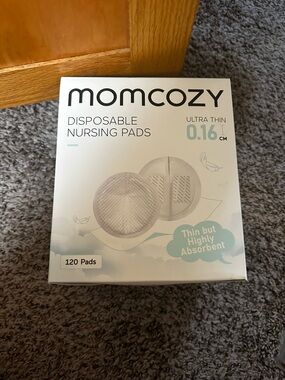 momcozy
DISPOSABLE
NURSING PADS
ULTRA THIN
0.16 CM
Thin but
Highly
Absorbent
120 Pads